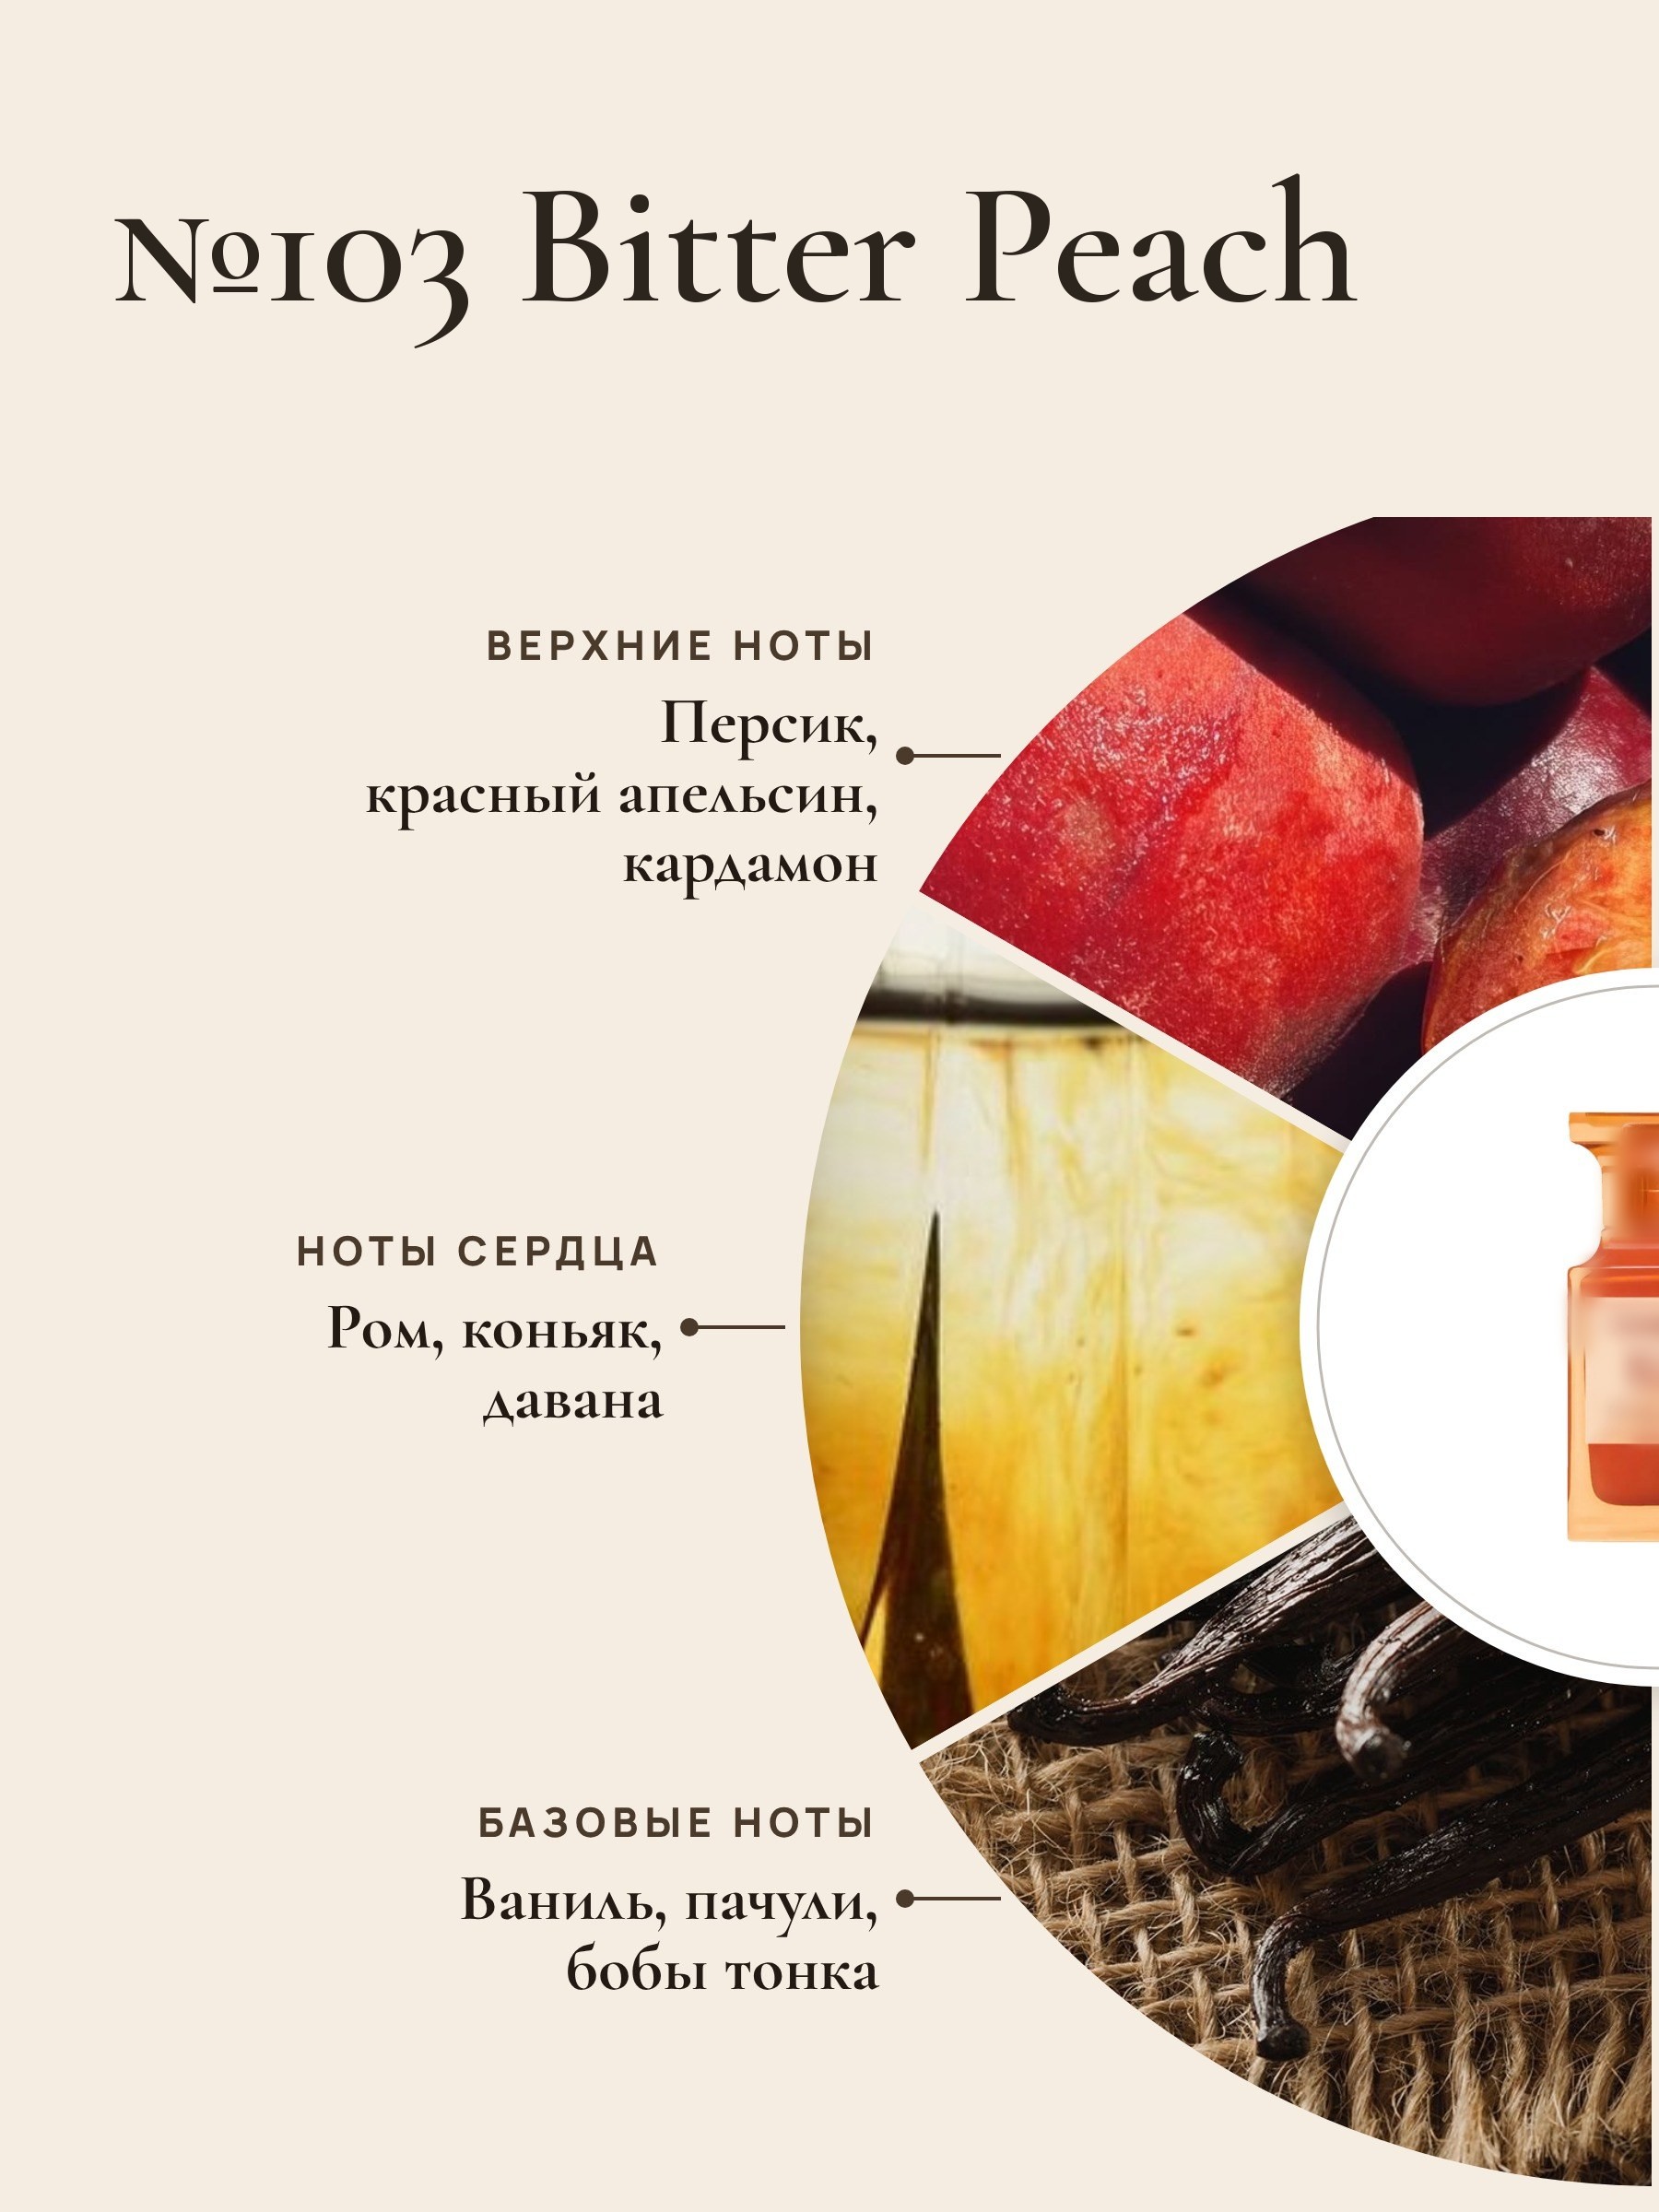 №103 Bitter Peach
ВЕРХНИЕ НОТЫ
Персик,
красный апельсин,
кардамон
НОТЫ СЕРДЦА
Ром, коньяк,
давана
БАЗОВЫЕ НОТЫ
Ваниль, пачули,
бобы тонка